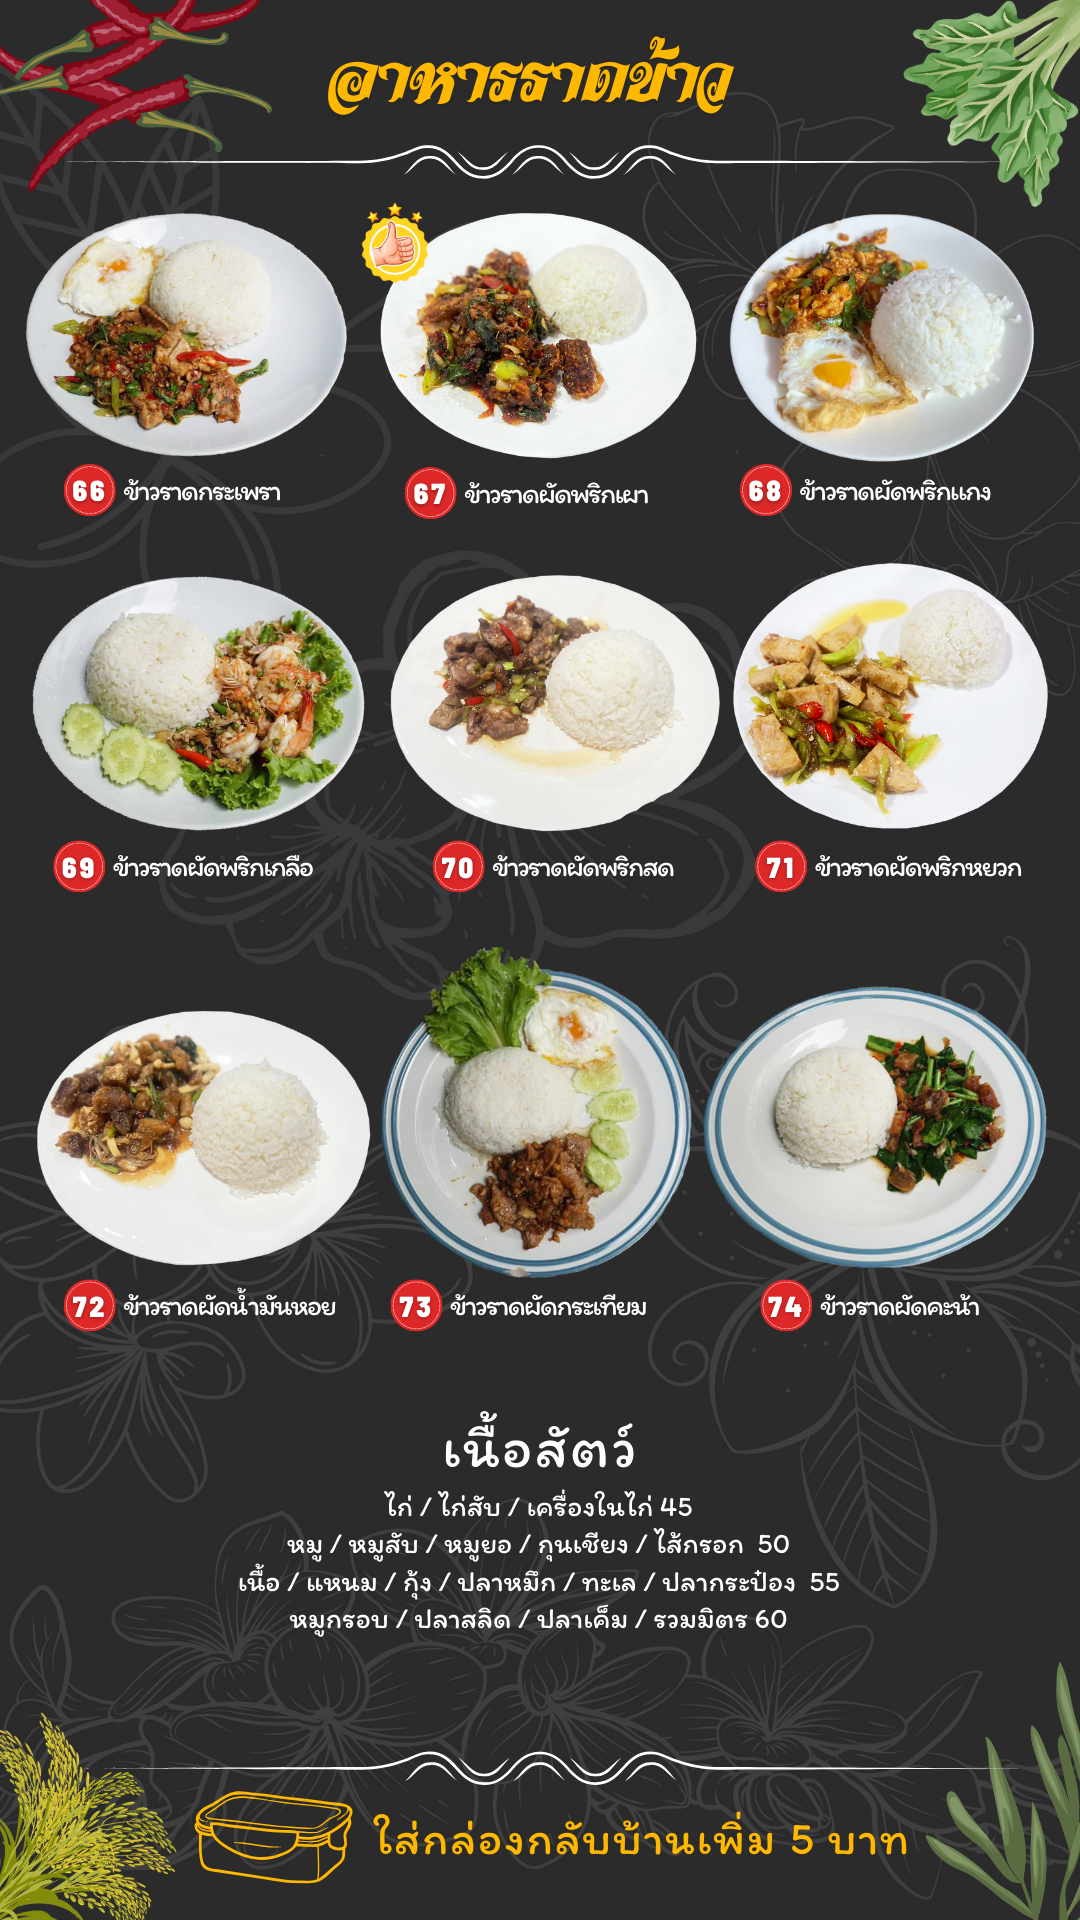 อาหารราดข้าว
66 ข้าวราดกระเพรา
67 ข้าวราดผัดพริกเผา
68 ข้าวราดผัดพริกแกง
69 ข้าวราดผัดพริกเกลือ
70 ข้าวราดผัดพริกสด
71 ข้าวราดผัดพริกหยวก
72 ข้าวราดผัดน้ำมันหอย
73 ข้าวราดผัดกระเทียม
74 ข้าวราดผัดคะน้า
เนื้อสัตว์
ไก่ / ไก่สับ / เครื่องในไก่ 45
หมู / หมูสับ / หมูยอ / กุนเชียง / ไส้กรอก 50
เนื้อ / แหนม / กุ้ง / ปลาหมึก / ทะเล / ปลากระป๋อง 55
หมูกรอบ / ปลาสลิด / ปลาเค็ม / รวมมิตร 60
ใส่กล่องกลับบ้านเพิ่ม 5 บาท